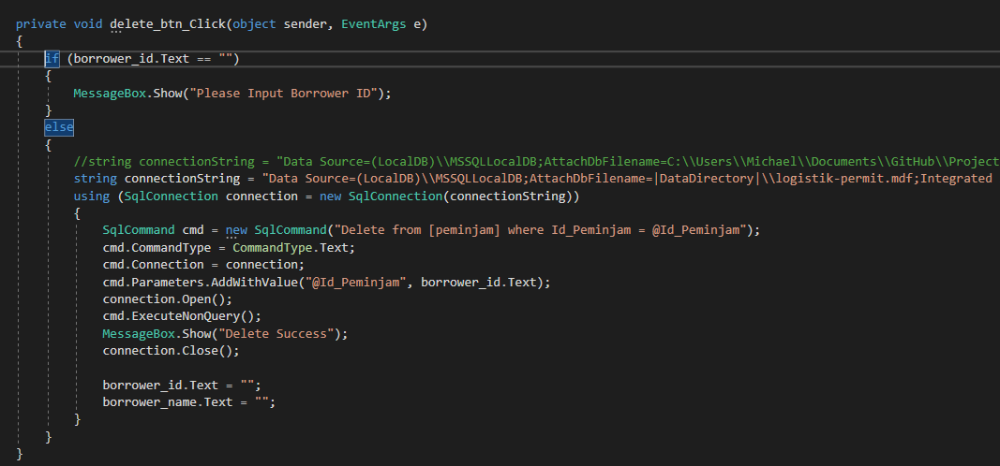 private void delete_btn_Click(object sender, EventArgs e)
{
if (borrower_id.Text == "")
{
MessageBox.Show("Please Input Borrower ID");
}
else
{
//string connectionString = "Data Source=(LocalDB)\\MSSQLLocalDB;AttachDbFilename=C:\\Users\\Michael\\Documents\\GitHub\\Project
string connectionString = "Data Source=(LocalDB)\\MSSQLLocalDB;AttachDbFilename=|DataDirectory|\\logistik-permit.mdf;Integrated
using (SqlConnection connection = new SqlConnection(connectionString))
{
SqlCommand cmd = new SqlCommand("Delete from [peminjam] where Id_Peminjam = @Id_Peminjam");
cmd.CommandType = CommandType.Text;
cmd.Connection = connection;
cmd.Parameters.AddWithValue("@Id_Peminjam", borrower_id.Text);
connection.Open();
cmd.ExecuteNonQuery();
MessageBox.Show("Delete Success");
connection.Close();
borrower_id.Text = "";
borrower_name.Text = "";
}
}
}